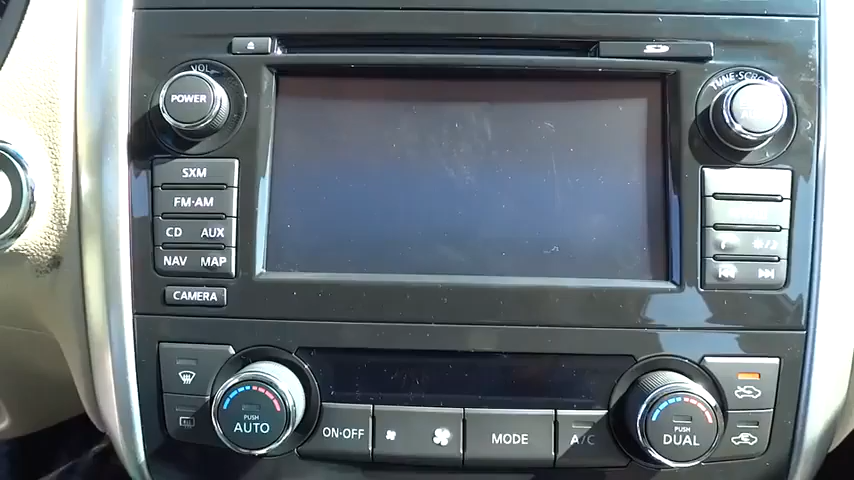 VOL
POWER
TUNE·SCROLL
SXM
FM·AM
CD AUX
NAV MAP
CAMERA
PUSH
AUTO
ON·OFF
MODE
A/C
PUSH
DUAL